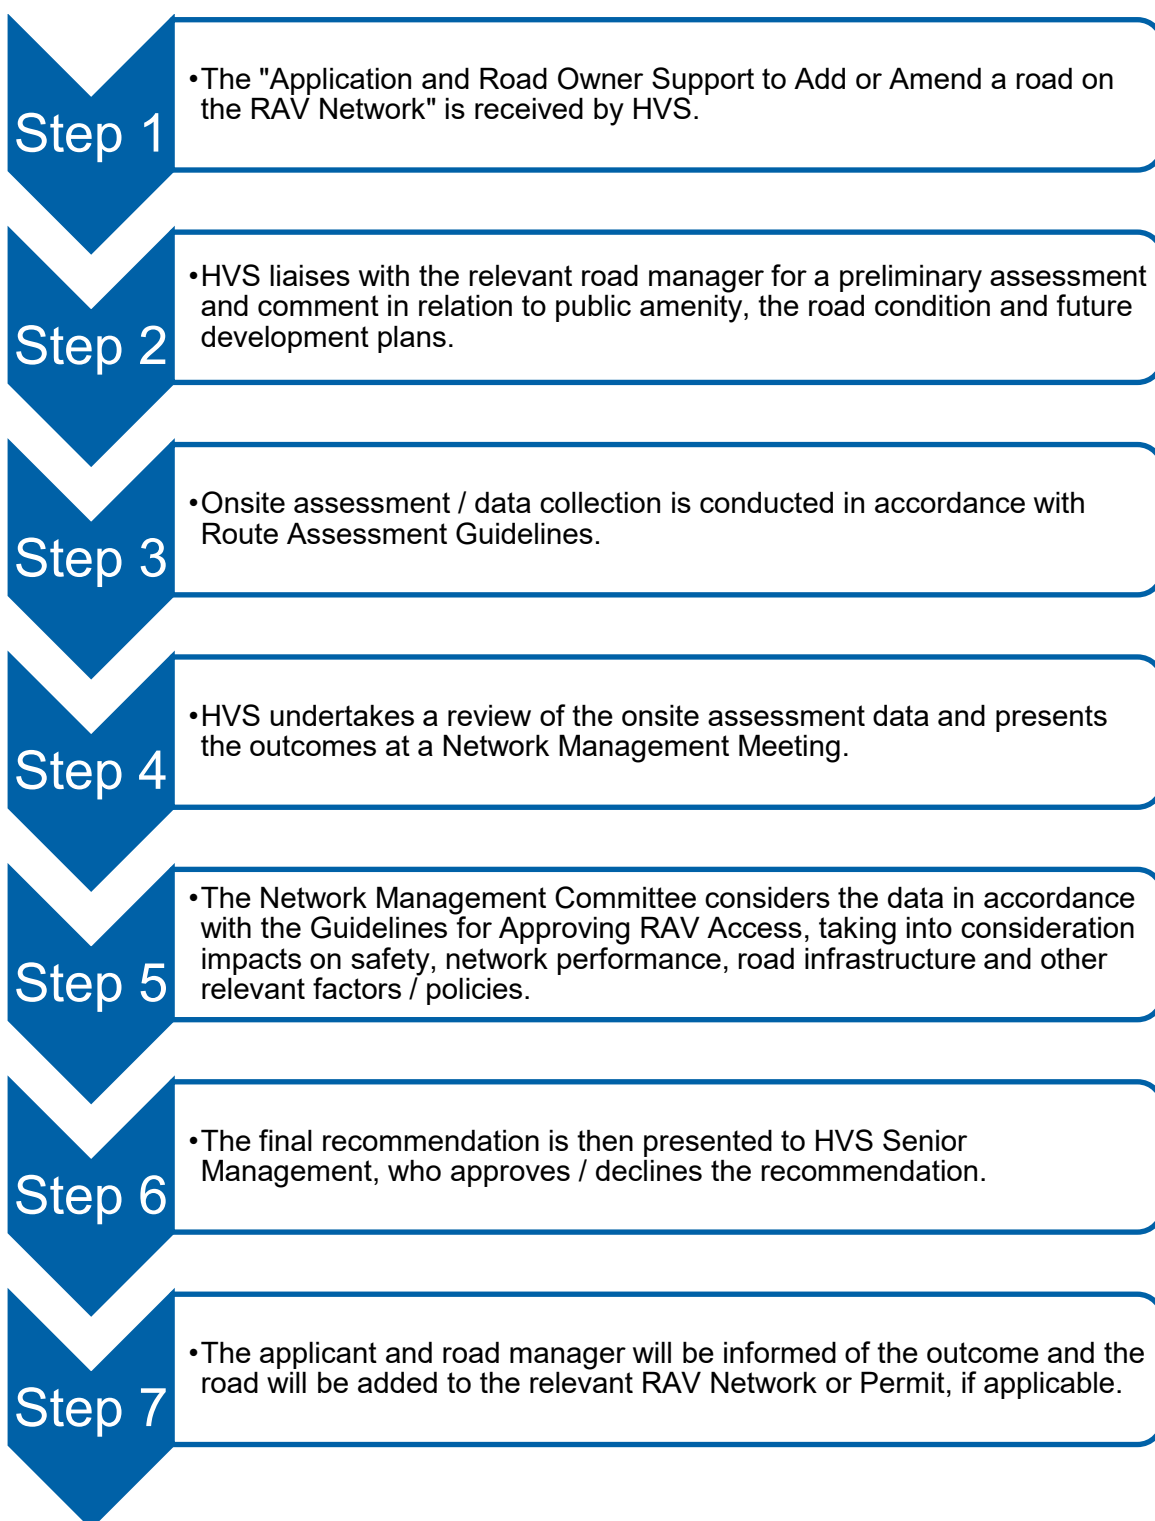 Step 1
•The "Application and Road Owner Support to Add or Amend a road on
the RAV Network" is received by HVS.
Step 2
•HVS liaises with the relevant road manager for a preliminary assessment
and comment in relation to public amenity, the road condition and future
development plans.
Step 3
•Onsite assessment / data collection is conducted in accordance with
Route Assessment Guidelines.
Step 4
•HVS undertakes a review of the onsite assessment data and presents
the outcomes at a Network Management Meeting.
Step 5
•The Network Management Committee considers the data in accordance
with the Guidelines for Approving RAV Access, taking into consideration
impacts on safety, network performance, road infrastructure and other
relevant factors / policies.
Step 6
•The final recommendation is then presented to HVS Senior
Management, who approves / declines the recommendation.
Step 7
•The applicant and road manager will be informed of the outcome and the
road will be added to the relevant RAV Network or Permit, if applicable.